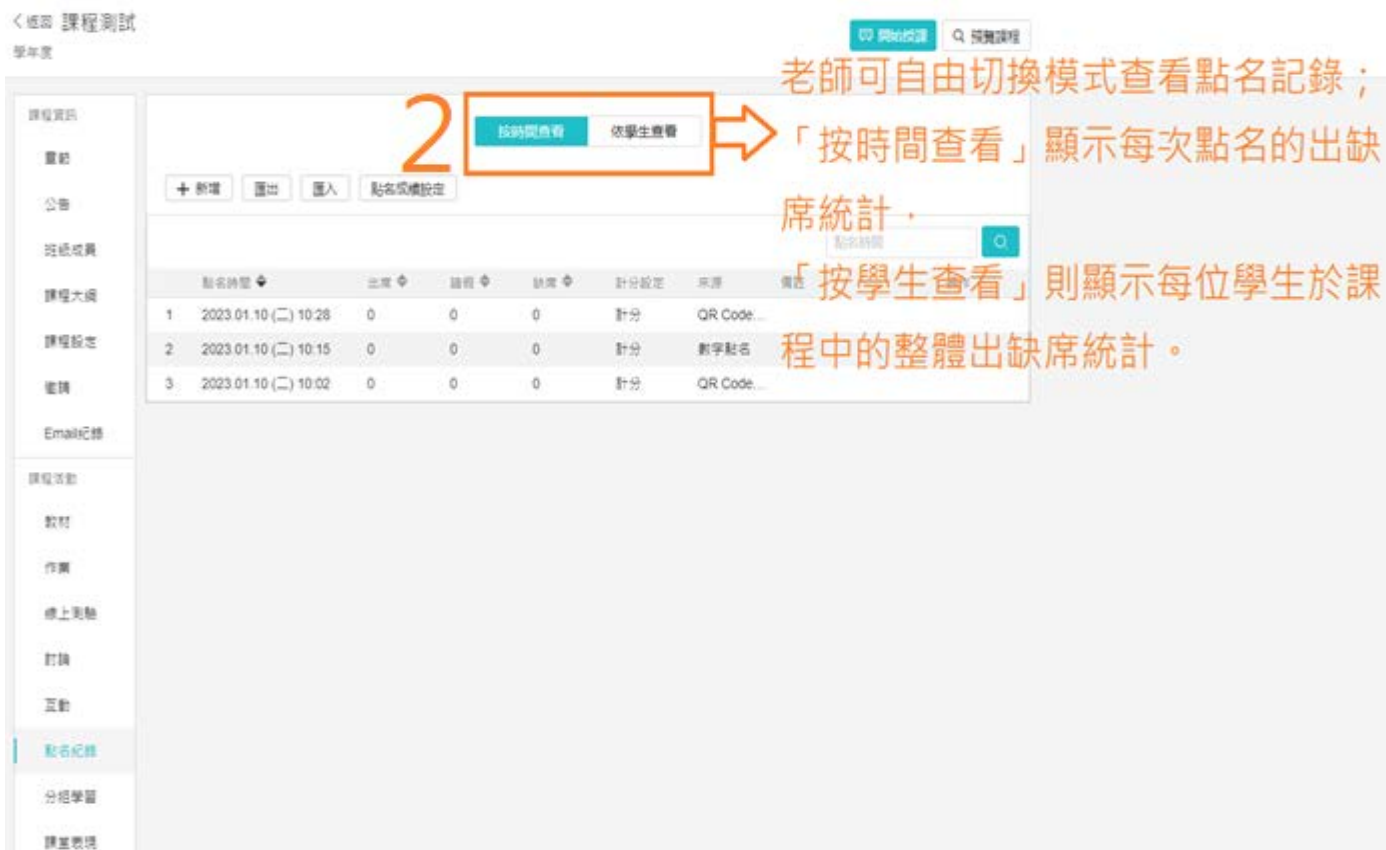 返回 課程測試
學年度
開始授課 預覽課程
老師可自由切換模式查看點名記錄；
課程資訊
2
按時間查看 依學生查看
「按時間查看」顯示每次點名的出缺
章節
+ 新增 匯出 匯入 點名成績設定
公告
席統計，
班級成員
點名時間
「按學生查看」則顯示每位學生於課
課程大綱
點名時間 出席 請假 缺席 計分設定 來源 備註
1 2023.01.10 (二) 10:28 0 0 0 計分 QR Code...
課程設定
2 2023.01.10 (二) 10:15 0 0 0 計分 數字點名
程中的整體出缺席統計。
邀請
3 2023.01.10 (二) 10:02 0 0 0 計分 QR Code...
Email紀錄
課程活動
教材
作業
線上測驗
討論
互動
點名紀錄
分組學習
課堂表現